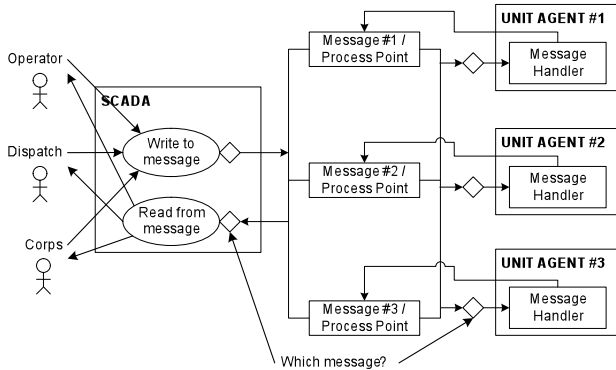 UNIT AGENT #1
Message #1 /
Process Point
Message
Handler
Operator
SCADA
Write to
message
Dispatch
UNIT AGENT #2
Message #2 /
Process Point
Message
Handler
Read from
message
Corps
UNIT AGENT #3
Message #3 /
Process Point
Message
Handler
Which message?